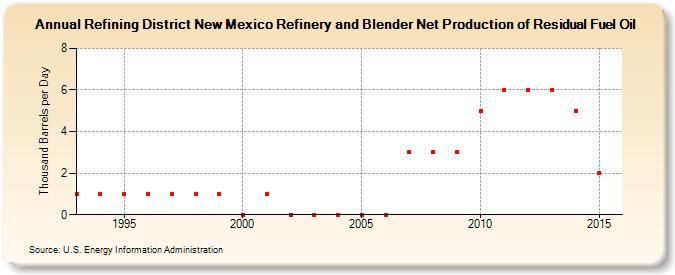 Annual Refining District New Mexico Refinery and Blender Net Production of Residual Fuel Oil
Thousand Barrels per Day
8
6
4
2
0
1995 2000 2005 2010 2015
Source: U.S. Energy Information Administration